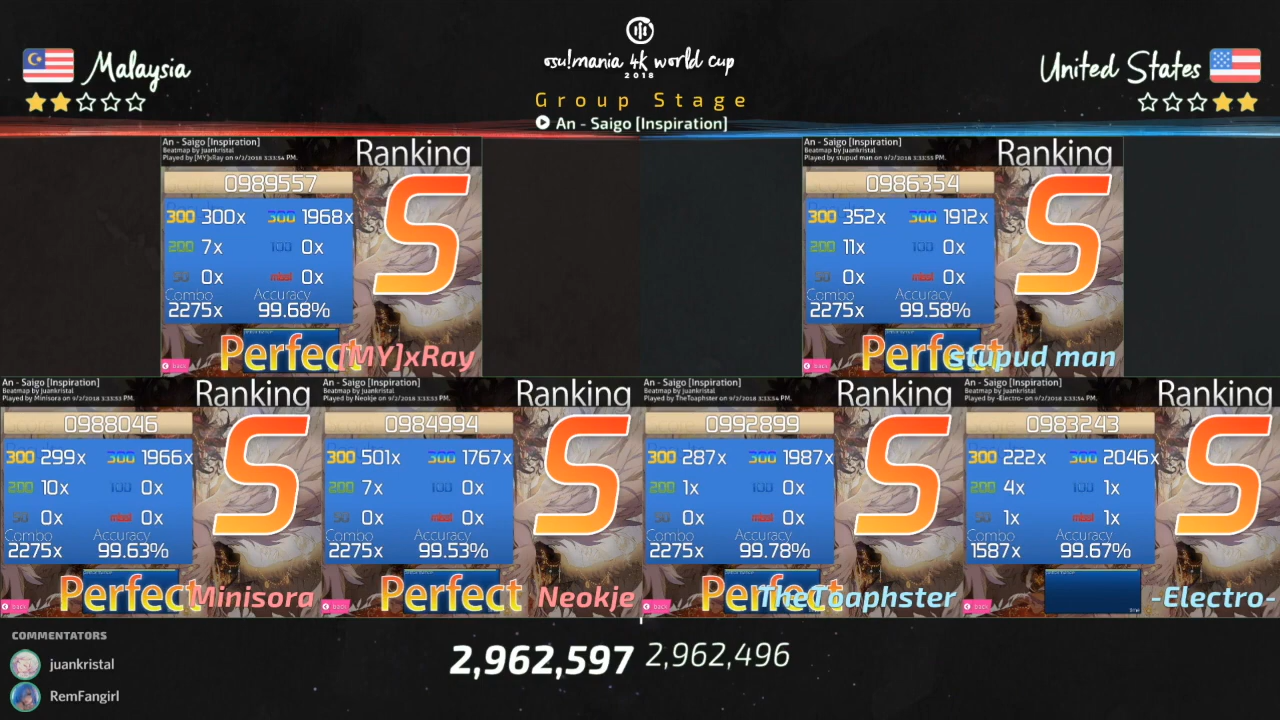 Malaysia
osu!mania 4k world cup
2018
United States
Group Stage
An - Saigo [Inspiration]
An - Saigo [Inspiration]
Beatmap by juankristal
Played by [MY]xRay on 9/2/2018 3:33:54 PM.
Ranking
0989557
300 300x 300 1968x
200 7x 100 0x
50 0x miss 0x
Combo Accuracy
2275x 99.68%
S
Perfect
back
[MY]xRay
An - Saigo [Inspiration]
Beatmap by juankristal
Played by stupud man on 9/2/2018 3:33:53 PM.
Ranking
0986354
300 352x 300 1912x
200 11x 100 0x
50 0x miss 0x
Combo Accuracy
2275x 99.58%
S
Perfect
back
stupud man
An - Saigo [Inspiration]
Beatmap by juankristal
Played by Minisora on 9/2/2018 3:33:53 PM.
Ranking
0988046
300 299x 300 1966x
200 10x 100 0x
50 0x miss 0x
Combo Accuracy
2275x 99.63%
S
Perfect
back
Minisora
An - Saigo [Inspiration]
Beatmap by juankristal
Played by Neokje on 9/2/2018 3:33:53 PM.
Ranking
0984994
300 501x 300 1767x
200 7x 100 0x
50 0x miss 0x
Combo Accuracy
2275x 99.53%
S
Perfect
back
Neokje
An - Saigo [Inspiration]
Beatmap by juankristal
Played by TheToaphster on 9/2/2018 3:33:54 PM.
Ranking
0992899
300 287x 300 1987x
200 1x 100 0x
50 0x miss 0x
Combo Accuracy
2275x 99.78%
S
Perfect
back
TheToaphster
An - Saigo [Inspiration]
Beatmap by juankristal
Played by -Electro- on 9/2/2018 3:33:54 PM.
Ranking
0983243
300 222x 300 2046x
200 4x 100 1x
50 1x miss 1x
Combo Accuracy
1587x 99.67%
S
back
-Electro-
COMMENTATORS
juankristal
RemFangirl
2,962,597 2,962,496